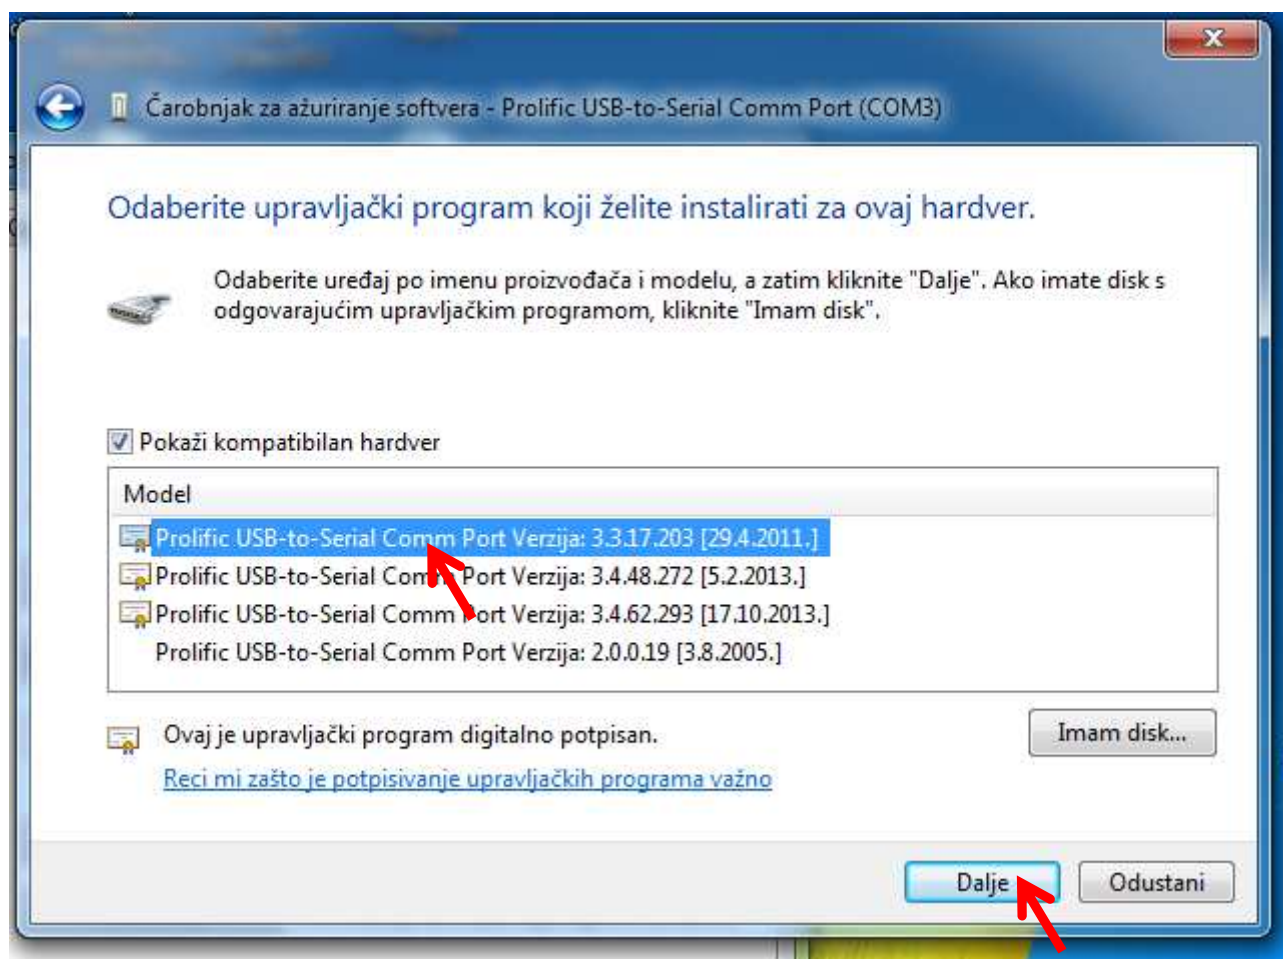 Čarobnjak za ažuriranje softvera - Prolific USB-to-Serial Comm Port (COM3)
Odaberite upravljački program koji želite instalirati za ovaj hardver.
Odaberite uređaj po imenu proizvođača i modelu, a zatim kliknite "Dalje". Ako imate disk s
odgovarajućim upravljačkim programom, kliknite "Imam disk".
Pokaži kompatibilan hardver
Model
Prolific USB-to-Serial Comm Port Verzija: 3.3.17.203 [29.4.2011.]
Prolific USB-to-Serial Comm Port Verzija: 3.4.48.272 [5.2.2013.]
Prolific USB-to-Serial Comm Port Verzija: 3.4.62.293 [17.10.2013.]
Prolific USB-to-Serial Comm Port Verzija: 2.0.0.19 [3.8.2005.]
Ovaj je upravljački program digitalno potpisan.
Imam disk...
Reci mi zašto je potpisivanje upravljačkih programa važno
Dalje
Odustani